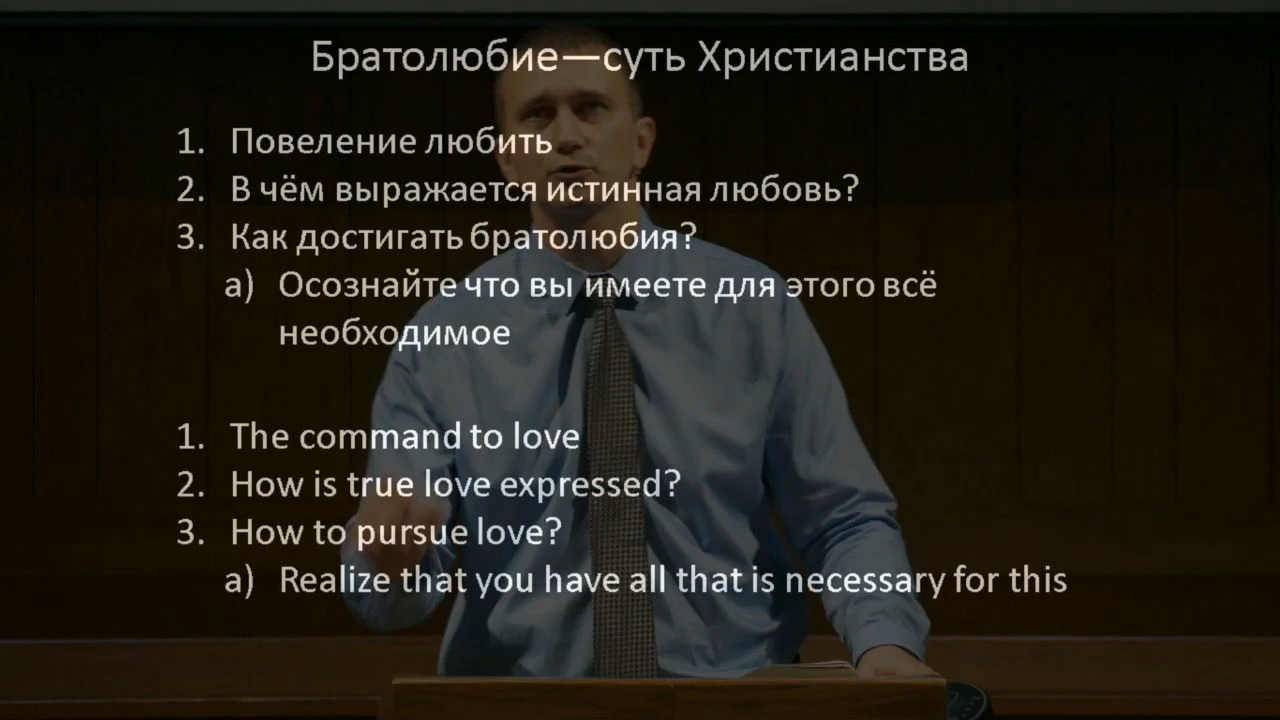 Братолюбие—суть Христианства
1. Повеление любить
2. В чём выражается истинная любовь?
3. Как достигать братолюбия?
a) Осознайте что вы имеете для этого всё
необходимое
1. The command to love
2. How is true love expressed?
3. How to pursue love?
a) Realize that you have all that is necessary for this